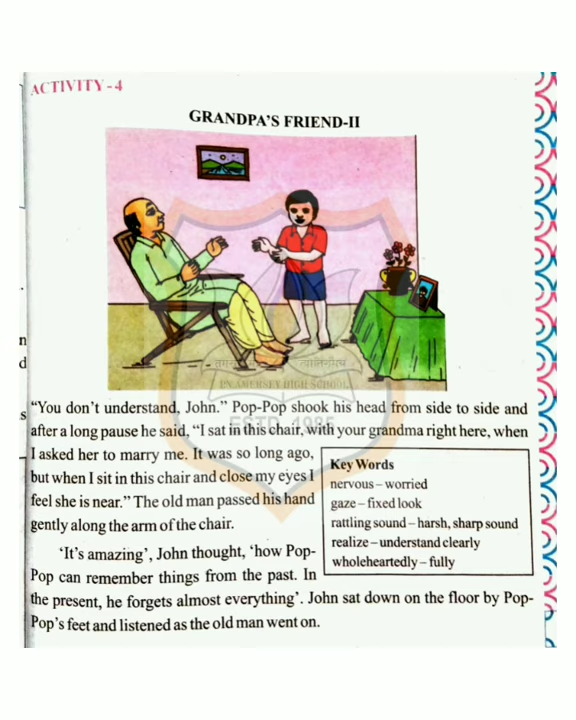 ACTIVITY - 4
GRANDPA'S FRIEND-II
P.N.AMERSEY HIGH SCHOOL
ESTD. 1985
"You don't understand, John." Pop-Pop shook his head from side to side and
after a long pause he said, "I sat in this chair, with your grandma right here, when
I asked her to marry me. It was so long ago,
but when I sit in this chair and close my eyes I
feel she is near." The old man passed his hand
gently along the arm of the chair.
Key Words
nervous – worried
gaze – fixed look
rattling sound – harsh, sharp sound
realize – understand clearly
wholeheartedly – fully
'It's amazing', John thought, 'how Pop-
Pop can remember things from the past. In
the present, he forgets almost everything'. John sat down on the floor by Pop-
Pop's feet and listened as the old man went on.
n
d
s